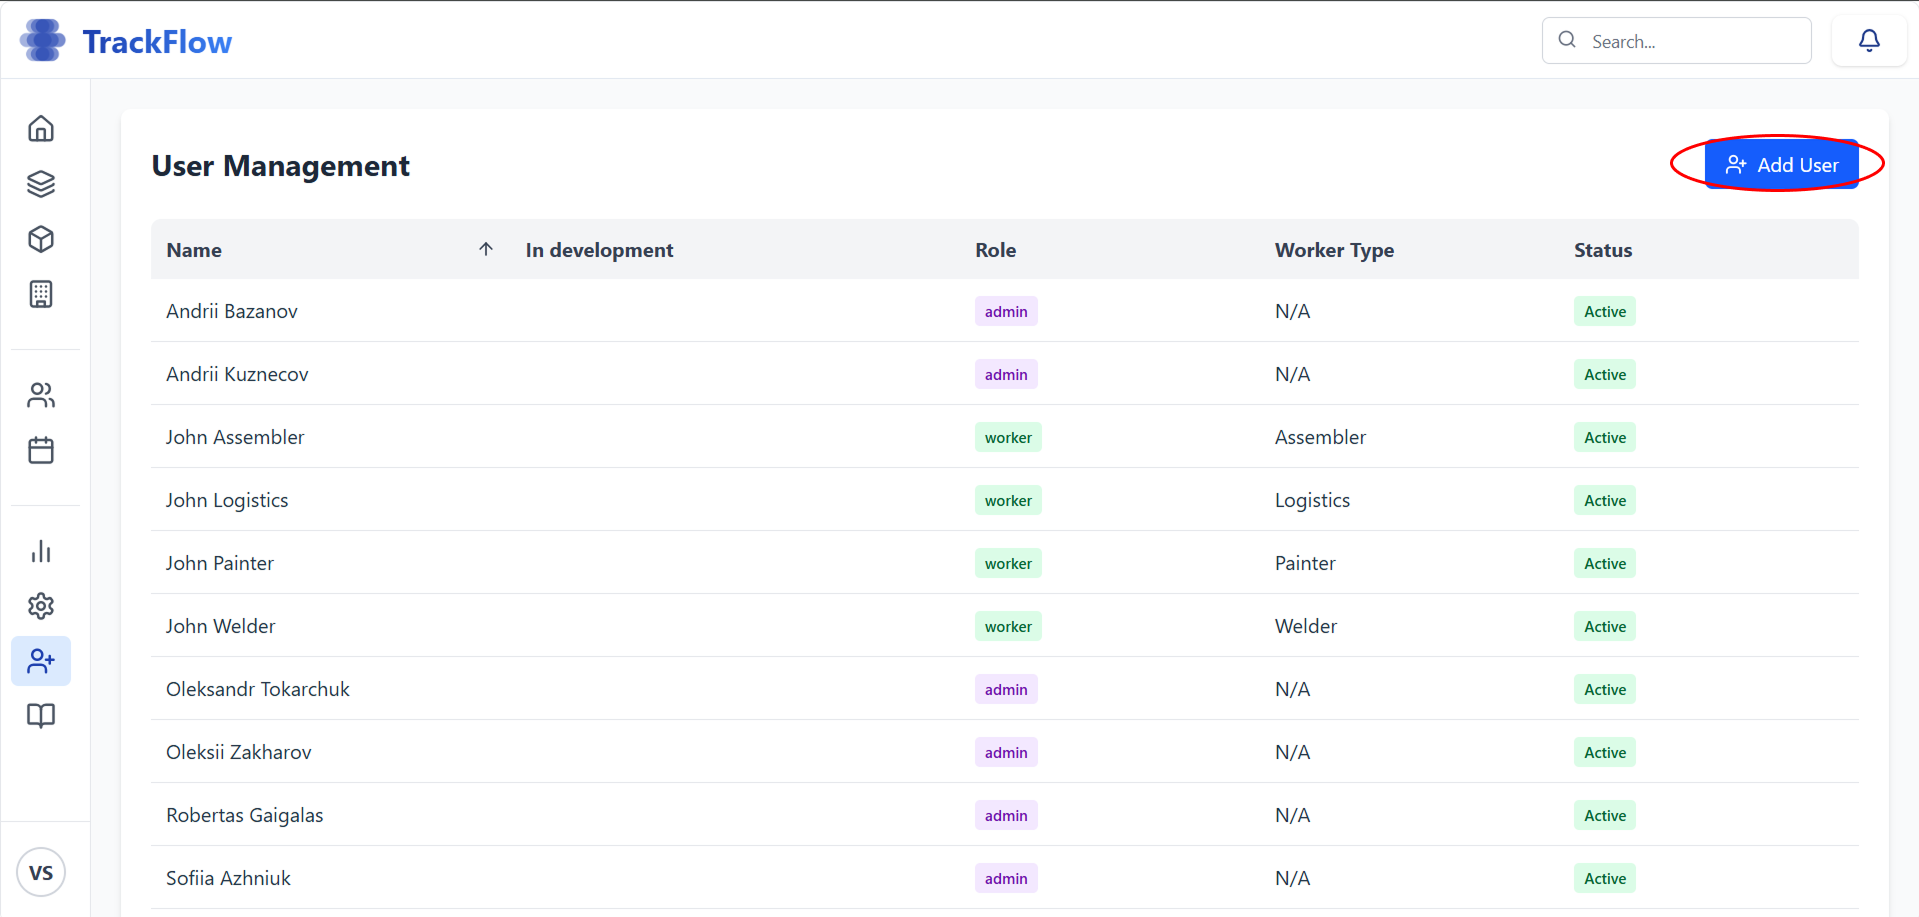 TrackFlow
Search...
User Management
Add User
Name In development Role Worker Type Status
Andrii Bazanov admin N/A Active
Andrii Kuznecov admin N/A Active
John Assembler worker Assembler Active
John Logistics worker Logistics Active
John Painter worker Painter Active
John Welder worker Welder Active
Oleksandr Tokarchuk admin N/A Active
Oleksii Zakharov admin N/A Active
Robertas Gaigalas admin N/A Active
Sofiia Azhniuk admin N/A Active
VS